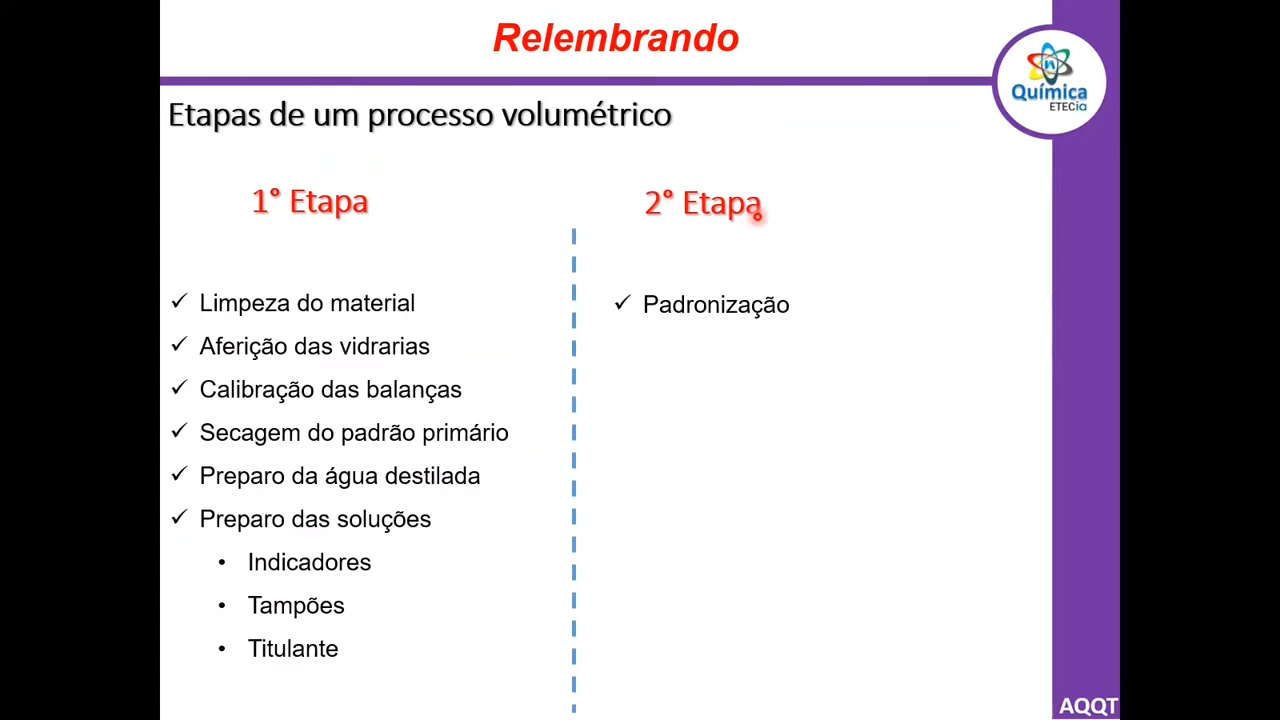 Relembrando
Química
ETECia
Etapas de um processo volumétrico
1° Etapa
Limpeza do material
Aferição das vidrarias
Calibração das balanças
Secagem do padrão primário
Preparo da água destilada
Preparo das soluções
Indicadores
Tampões
Titulante
2° Etapa
Padronização
AQQT